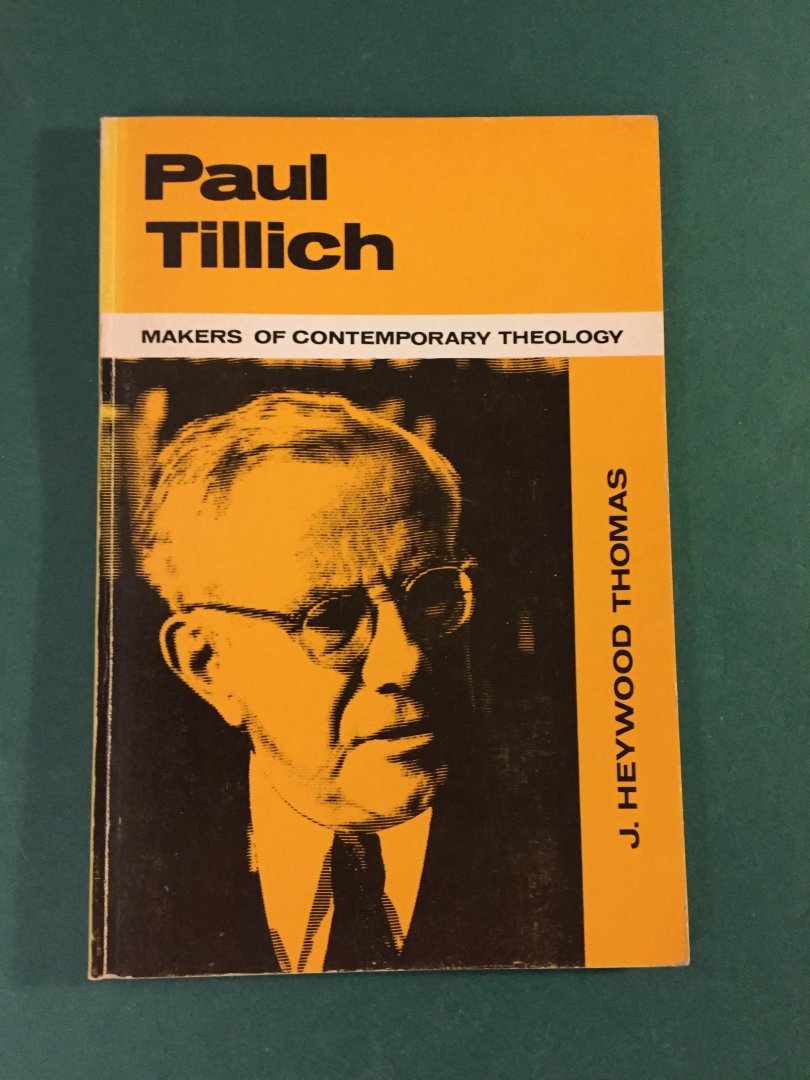 Paul
Tillich
MAKERS OF CONTEMPORARY THEOLOGY
J. HEYWOOD THOMAS